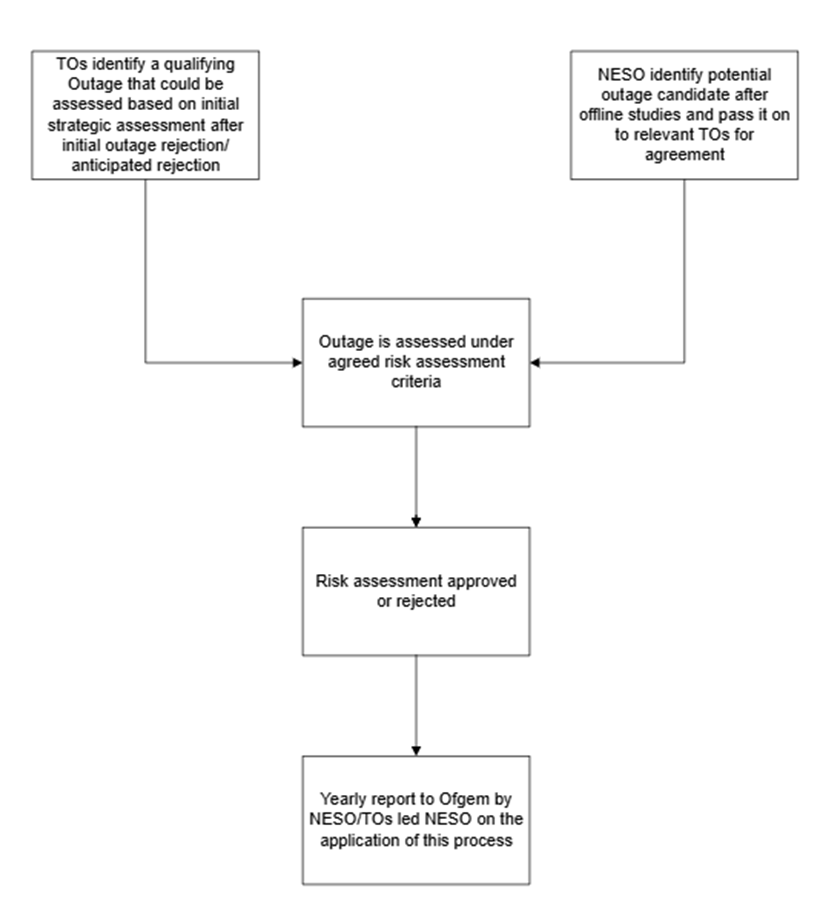 TOs identify a qualifying
Outage that could be
assessed based on initial
strategic assessment after
initial outage rejection/
anticipated rejection
NESO identify potential
outage candidate after
offline studies and pass it on
to relevant TOs for
agreement
Outage is assessed under
agreed risk assessment
criteria
Risk assessment approved
or rejected
Yearly report to Ofgem by
NESO/TOs led NESO on the
application of this process